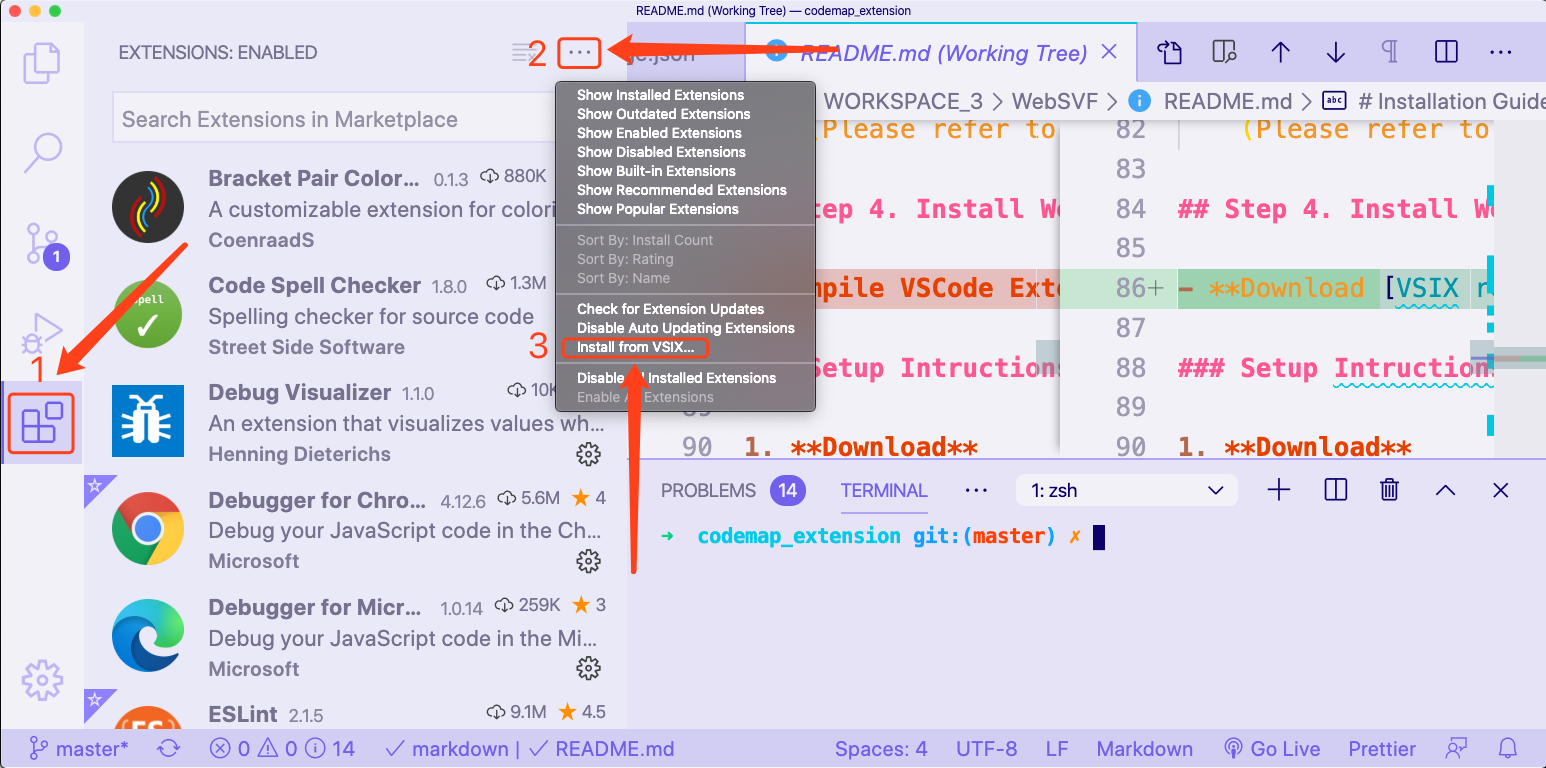 README.md (Working Tree) — codemap_extension
EXTENSIONS: ENABLED
2
Search Extensions in Marketplace
Bracket Pair Color... 0.1.3 880K
A customizable extension for colori
CoenraadS
Code Spell Checker 1.8.0 1.3M
Spelling checker for source code
Street Side Software
spell
Debug Visualizer 1.1.0 10K
An extension that visualizes values wh...
Henning Dieterichs
Debugger for Chro... 4.12.6 5.6M 4
Debug your JavaScript code in the Ch...
Microsoft
Debugger for Micr... 1.0.14 259K 3
Debug your JavaScript code in the Mi...
Microsoft
ESLint 2.1.5 9.1M 4.5
ES
1
1
Show Installed Extensions
Show Outdated Extensions
Show Enabled Extensions
Show Disabled Extensions
Show Built-in Extensions
Show Recommended Extensions
Show Popular Extensions
Sort By: Install Count
Sort By: Rating
Sort By: Name
Check for Extension Updates
Disable Auto Updating Extensions
3
Install from VSIX...
Disable Installed Extensions
Enable Extensions
.json
README.md (Working Tree)
WORKSPACE_3 > WebSVF > README.md > abc # Installation Guide
(Please refer to
tep 4. Install W
mpile VSCode Ext
Setup Intruction
89
90 1. **Download**
82 (Please refer to
83
84 ## Step 4. Install W
85
86+ – **Download [VSIX r
87
88 ### Setup Intructions
89
90 1. **Download**
PROBLEMS 14 TERMINAL ··· 1: zsh
→ codemap_extension git:(master) ✗
master* 0 0 14 ✓ markdown | ✓ README.md
Spaces: 4 UTF-8 LF Markdown Go Live Prettier